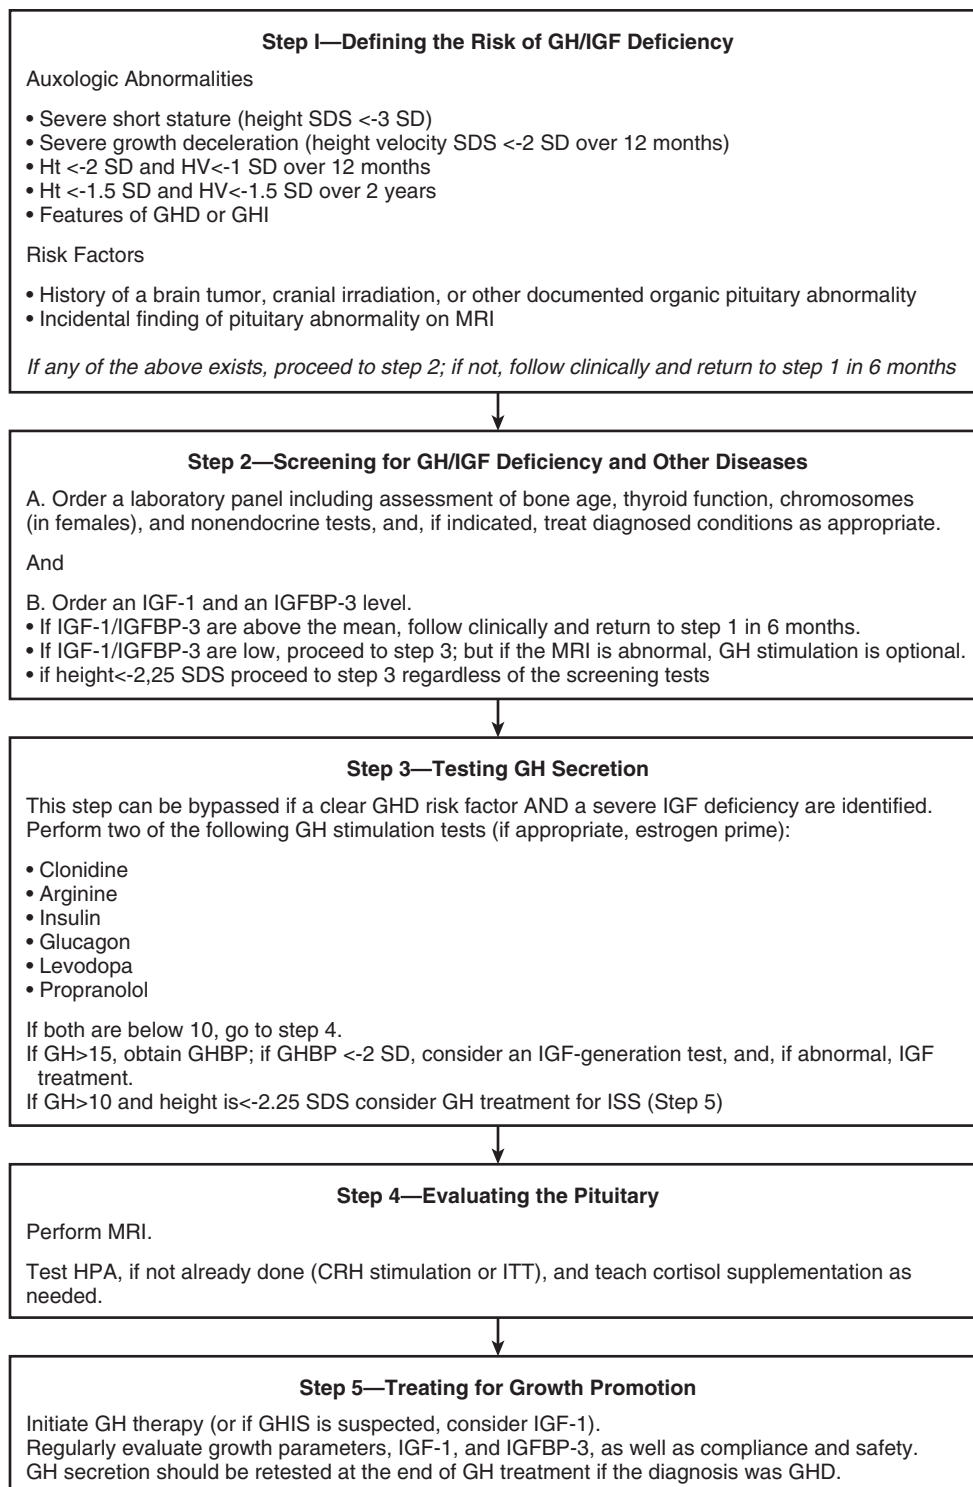 Step I—Defining the Risk of GH/IGF Deficiency
Auxologic Abnormalities
• Severe short stature (height SDS <-3 SD)
• Severe growth deceleration (height velocity SDS <-2 SD over 12 months)
• Ht <-2 SD and HV<-1 SD over 12 months
• Ht <-1.5 SD and HV<-1.5 SD over 2 years
• Features of GHD or GHI
Risk Factors
• History of a brain tumor, cranial irradiation, or other documented organic pituitary abnormality
• Incidental finding of pituitary abnormality on MRI
If any of the above exists, proceed to step 2; if not, follow clinically and return to step 1 in 6 months
Step 2—Screening for GH/IGF Deficiency and Other Diseases
A. Order a laboratory panel including assessment of bone age, thyroid function, chromosomes
(in females), and nonendocrine tests, and, if indicated, treat diagnosed conditions as appropriate.
And
B. Order an IGF-1 and an IGFBP-3 level.
• If IGF-1/IGFBP-3 are above the mean, follow clinically and return to step 1 in 6 months.
• If IGF-1/IGFBP-3 are low, proceed to step 3; but if the MRI is abnormal, GH stimulation is optional.
• if height<-2,25 SDS proceed to step 3 regardless of the screening tests
Step 3—Testing GH Secretion
This step can be bypassed if a clear GHD risk factor AND a severe IGF deficiency are identified.
Perform two of the following GH stimulation tests (if appropriate, estrogen prime):
• Clonidine
• Arginine
• Insulin
• Glucagon
• Levodopa
• Propranolol
If both are below 10, go to step 4.
If GH>15, obtain GHBP; if GHBP <-2 SD, consider an IGF-generation test, and, if abnormal, IGF
treatment.
If GH>10 and height is<-2.25 SDS consider GH treatment for ISS (Step 5)
Step 4—Evaluating the Pituitary
Perform MRI.
Test HPA, if not already done (CRH stimulation or ITT), and teach cortisol supplementation as
needed.
Step 5—Treating for Growth Promotion
Initiate GH therapy (or if GHIS is suspected, consider IGF-1).
Regularly evaluate growth parameters, IGF-1, and IGFBP-3, as well as compliance and safety.
GH secretion should be retested at the end of GH treatment if the diagnosis was GHD.